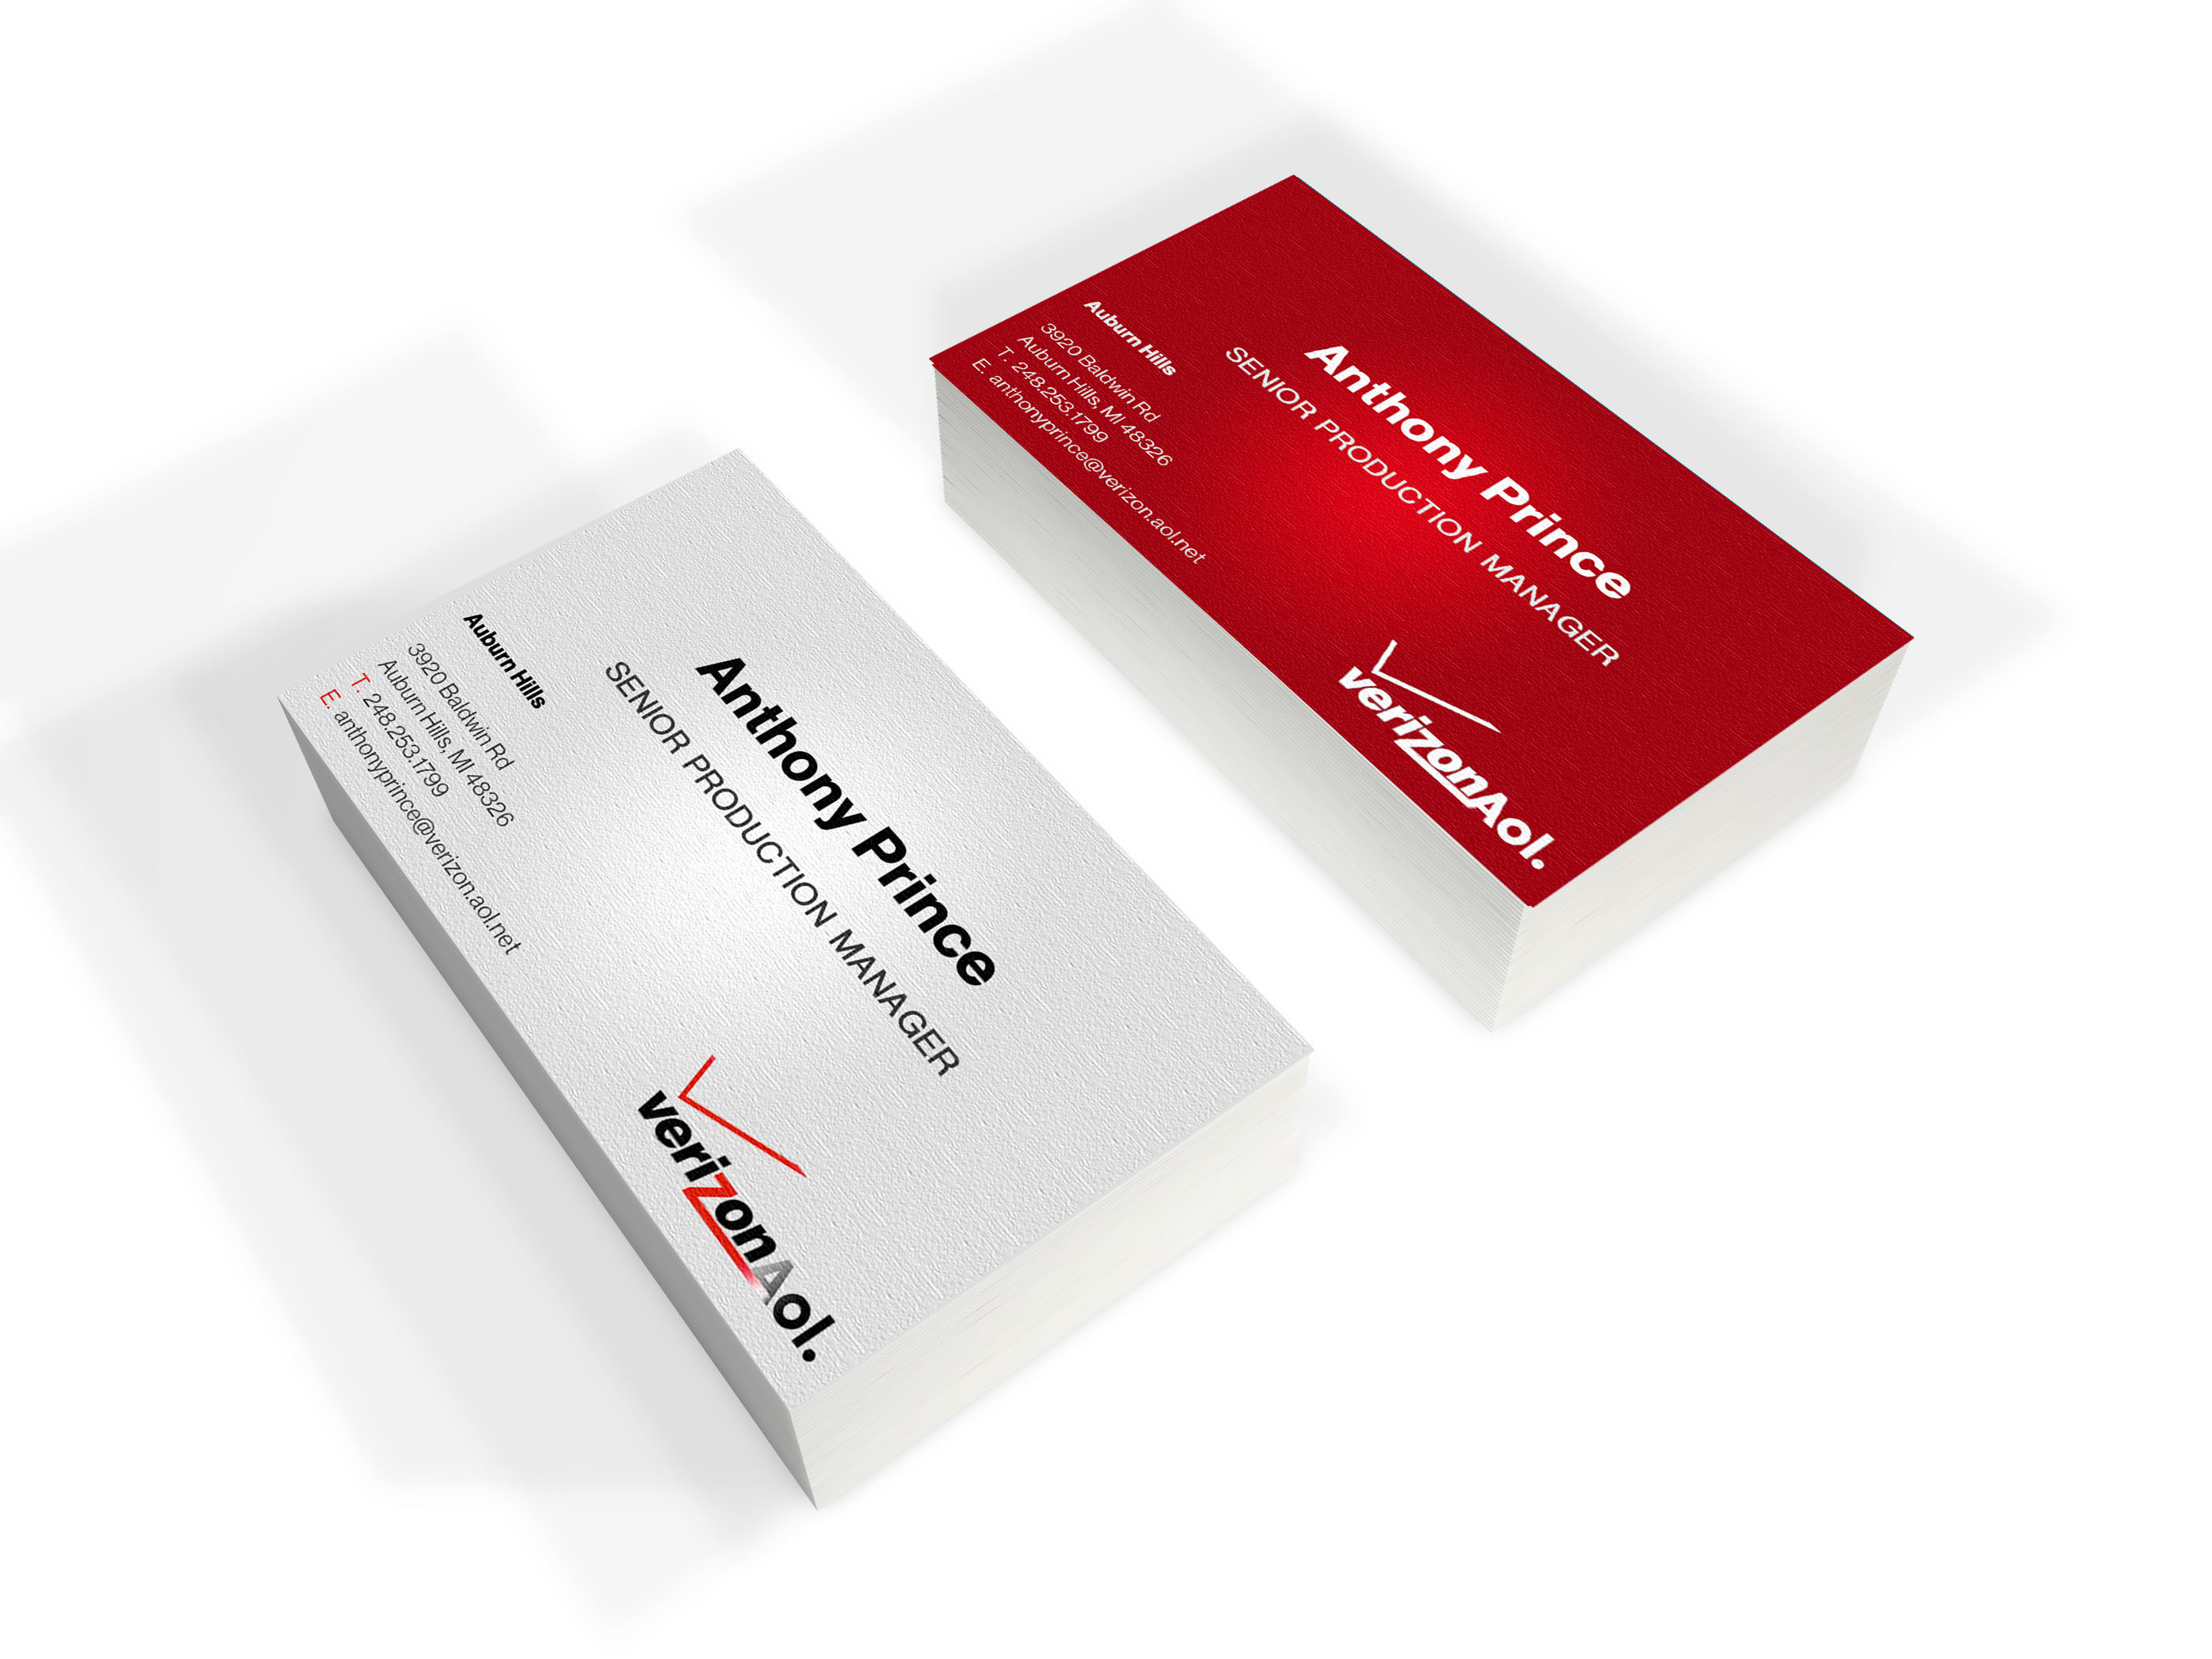 Anthony Prince
SENIOR PRODUCTION MANAGER
Auburn Hills
3920 Baldwin Rd
Auburn Hills, MI 48326
T. 248.253.1799
E. anthonyprince@verizon.aol.net
verizonAol.
Anthony Prince
SENIOR PRODUCTION MANAGER
Auburn Hills
3920 Baldwin Rd
Auburn Hills, MI 48326
T. 248.253.1799
E. anthonyprince@verizon.aol.net
verizonAol.